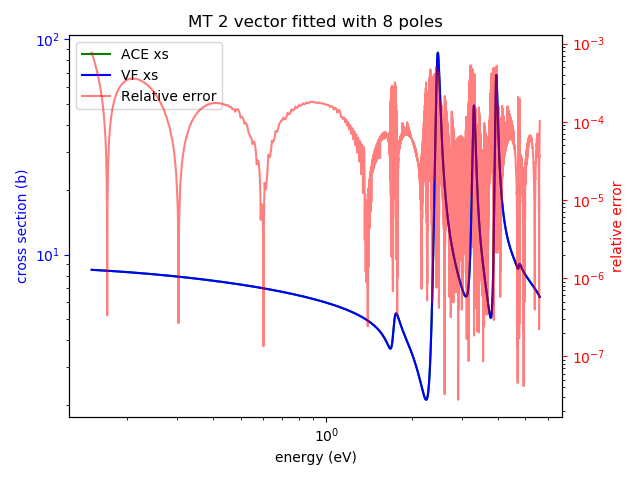 MT 2 vector fitted with 8 poles
ACE xs
VF xs
Relative error
cross section (b)
10²
10¹
10⁻³
10⁻⁴
10⁻⁵
10⁻⁶
10⁻⁷
relative error
10⁰
energy (eV)